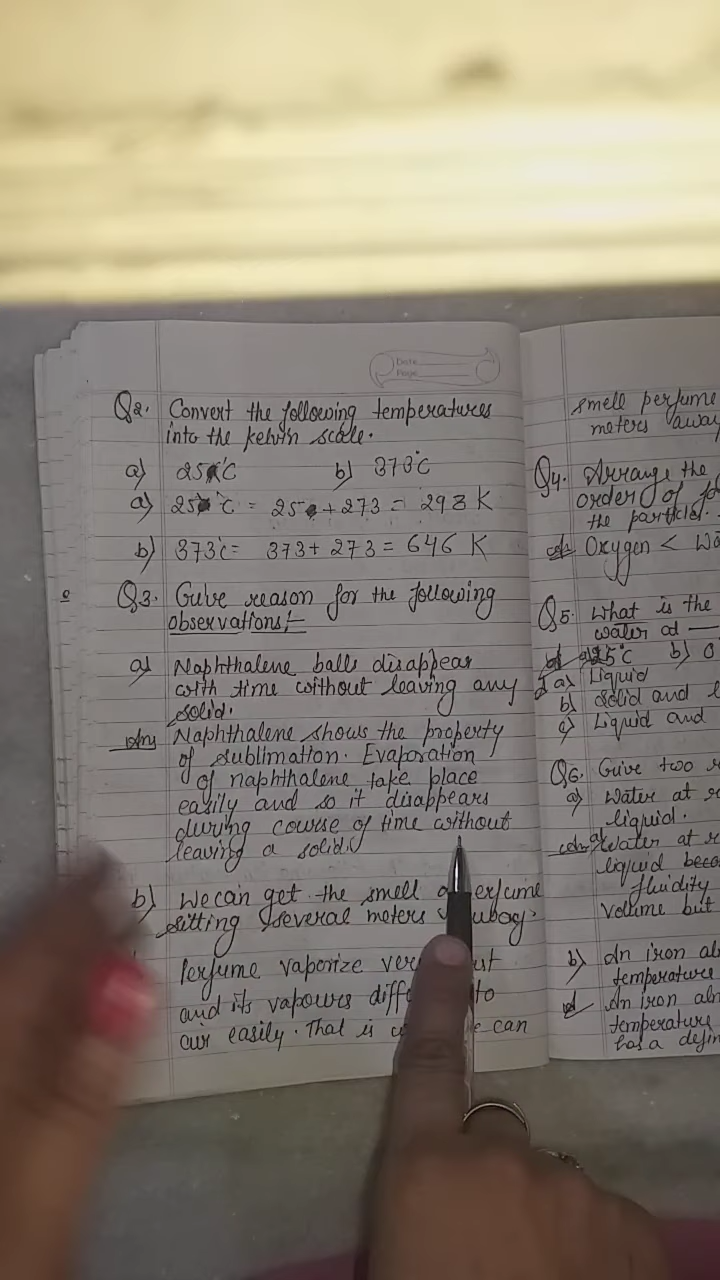 Date
Page
Q2. Convert the following temperatures
into the kelvin scale.
a) 25°C b) 373°C
a) 25 °C = 25 + 273 = 293 K
b) 373°C = 373 + 273 = 646 K
Q3. Guive reason for the following
observations:-
a) Naphthalene balls disappear
with time without leaving any
solid.
Ans Naphthalene shows the property
of sublimation. Evaporation
of naphthalene take place
easily and so it disappears
during course of time without
leaving a solid.
b) We can get the smell
sitting several meters
Perfume vaporize
and its vapours to
air easily. That is can
smell perfume
meters away
Q4. Arrange the
order of
the particles.
Oxygen <
Q5. What is the
water at
25°C b) 0
a) Liquid
b) Solid and
c) Liquid and
Q6. Give two
a) Water at
liquid.
a) Water at
liquid
fluidity
volume but
b) An iron
temperature
An iron
temperature
has a